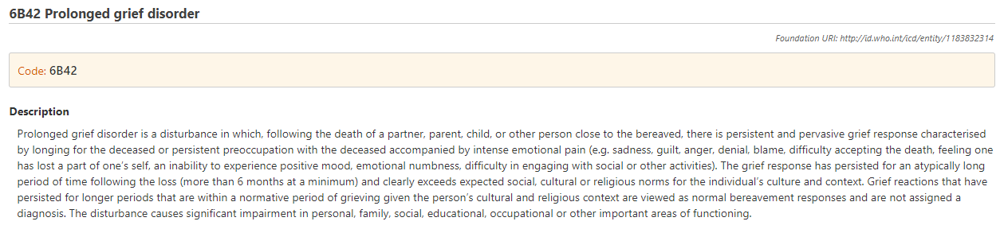 6B42 Prolonged grief disorder
Foundation URI: http://id.who.int/icd/entity/1183832314
Code: 6B42
Description
Prolonged grief disorder is a disturbance in which, following the death of a partner, parent, child, or other person close to the bereaved, there is persistent and pervasive grief response characterised
by longing for the deceased or persistent preoccupation with the deceased accompanied by intense emotional pain (e.g. sadness, guilt, anger, denial, blame, difficulty accepting the death, feeling one
has lost a part of one’s self, an inability to experience positive mood, emotional numbness, difficulty in engaging with social or other activities). The grief response has persisted for an atypically long
period of time following the loss (more than 6 months at a minimum) and clearly exceeds expected social, cultural or religious norms for the individual’s culture and context. Grief reactions that have
persisted for longer periods that are within a normative period of grieving given the person’s cultural and religious context are viewed as normal bereavement responses and are not assigned a
diagnosis. The disturbance causes significant impairment in personal, family, social, educational, occupational or other important areas of functioning.